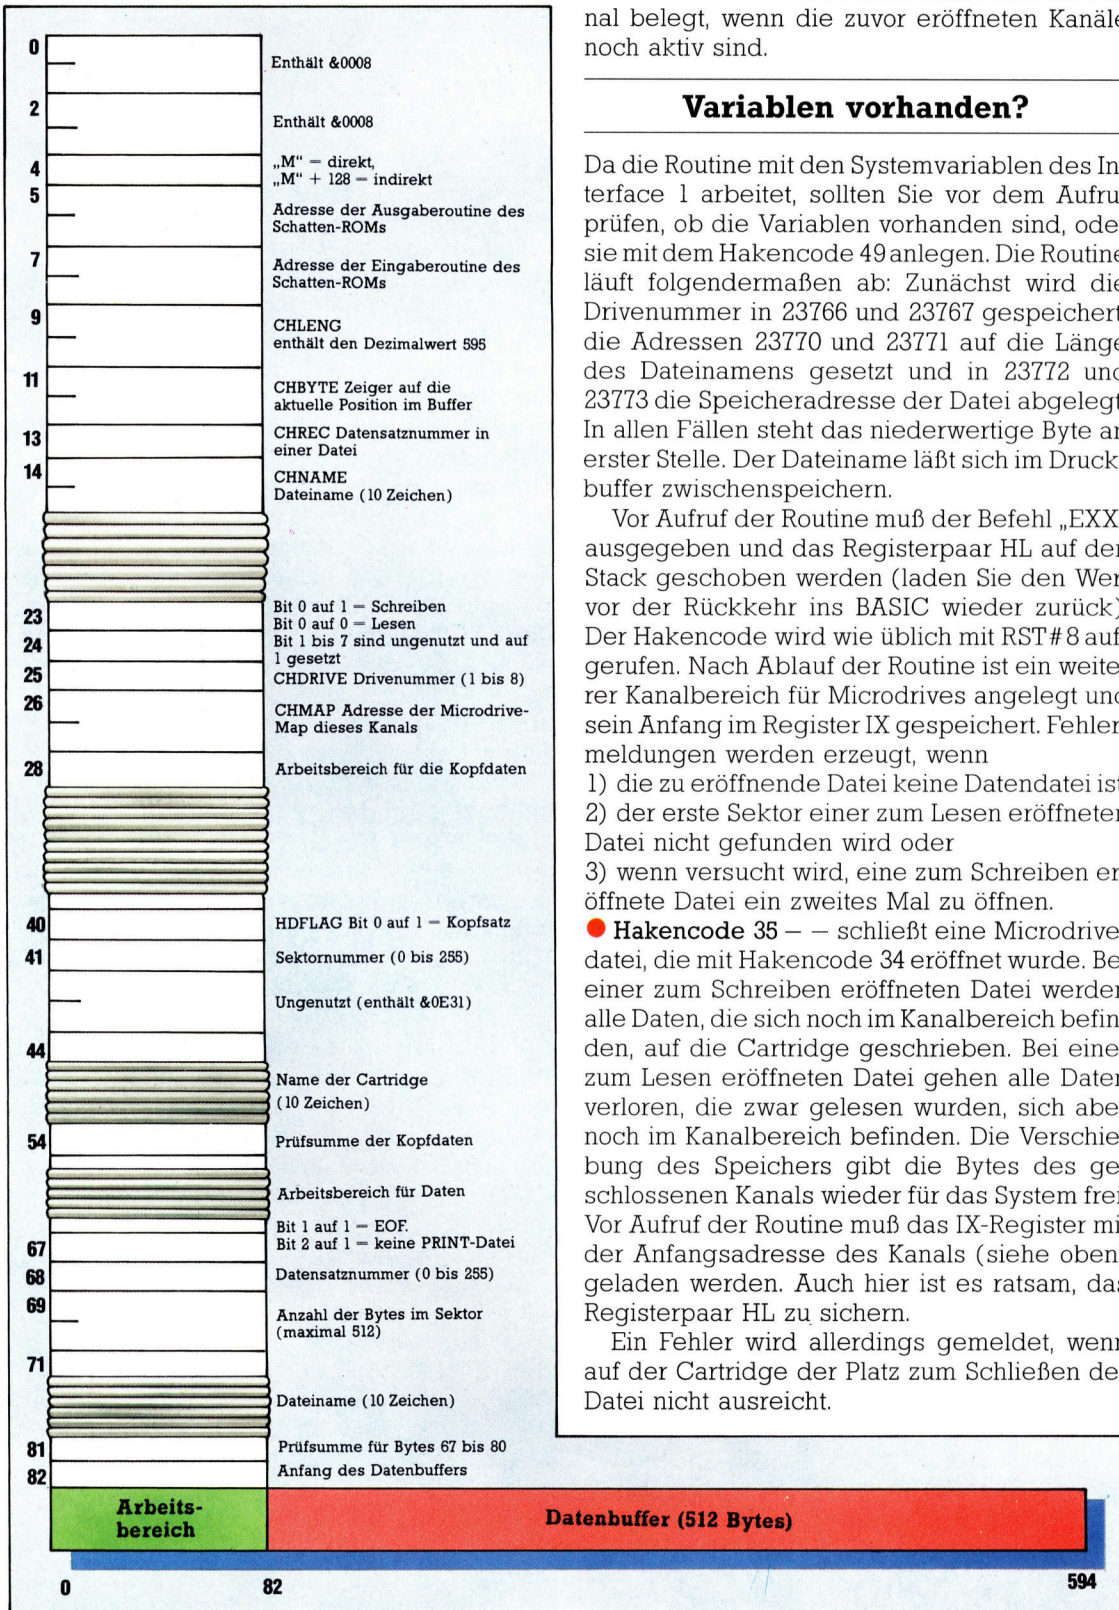 0
Enthält &0008
2
Enthält &0008
4
„M“ = direkt,
„M“ + 128 = indirekt
5
Adresse der Ausgaberoutine des
Schatten-ROMs
7
Adresse der Eingaberoutine des
Schatten-ROMs
9
CHLENG
enthält den Dezimalwert 595
11
CHBYTE Zeiger auf die
aktuelle Position im Buffer
13
CHREC Datensatznummer in
einer Datei
14
CHNAME
Dateiname (10 Zeichen)
23
Bit 0 auf 1 = Schreiben
Bit 0 auf 0 = Lesen
24
Bit 1 bis 7 sind ungenutzt und auf
1 gesetzt
25
CHDRIVE Drivenummer (1 bis 8)
26
CHMAP Adresse der Microdrive-
Map dieses Kanals
28
Arbeitsbereich für die Kopfdaten
40
HDFLAG Bit 0 auf 1 = Kopfsatz
41
Sektornummer (0 bis 255)
Ungenutzt (enthält &0E31)
44
Name der Cartridge
(10 Zeichen)
54
Prüfsumme der Kopfdaten
Arbeitsbereich für Daten
Bit 1 auf 1 = EOF.
67
Bit 2 auf 1 = keine PRINT-Datei
68
Datensatznummer (0 bis 255)
69
Anzahl der Bytes im Sektor
(maximal 512)
71
Dateiname (10 Zeichen)
81
Prüfsumme für Bytes 67 bis 80
82
Anfang des Datenbuffers
Arbeits-
bereich
Datenbuffer (512 Bytes)
0
82
594
nal belegt, wenn die zuvor eröffneten Kanäle
noch aktiv sind.
Variablen vorhanden?
Da die Routine mit den Systemvariablen des In
terface 1 arbeitet, sollten Sie vor dem Aufru
prüfen, ob die Variablen vorhanden sind, ode
sie mit dem Hakencode 49 anlegen. Die Routine
läuft folgendermaßen ab: Zunächst wird die
Drivenummer in 23766 und 23767 gespeichert
die Adressen 23770 und 23771 auf die Länge
des Dateinamens gesetzt und in 23772 und
23773 die Speicheradresse der Datei abgelegt
In allen Fällen steht das niederwertige Byte an
erster Stelle. Der Dateiname läßt sich im Druck
buffer zwischenspeichern.
Vor Aufruf der Routine muß der Befehl „EXX
ausgegeben und das Registerpaar HL auf den
Stack geschoben werden (laden Sie den Wer
vor der Rückkehr ins BASIC wieder zurück)
Der Hakencode wird wie üblich mit RST#8 auf
gerufen. Nach Ablauf der Routine ist ein weite
rer Kanalbereich für Microdrives angelegt und
sein Anfang im Register IX gespeichert. Fehler
meldungen werden erzeugt, wenn
1) die zu eröffnende Datei keine Datendatei ist
2) der erste Sektor einer zum Lesen eröffneten
Datei nicht gefunden wird oder
3) wenn versucht wird, eine zum Schreiben er
öffnete Datei ein zweites Mal zu öffnen.
● Hakencode 35 – – schließt eine Microdrive
datei, die mit Hakencode 34 eröffnet wurde. Be
einer zum Schreiben eröffneten Datei werden
alle Daten, die sich noch im Kanalbereich befin
den, auf die Cartridge geschrieben. Bei eine
zum Lesen eröffneten Datei gehen alle Daten
verloren, die zwar gelesen wurden, sich abe
noch im Kanalbereich befinden. Die Verschie
bung des Speichers gibt die Bytes des ge
schlossenen Kanals wieder für das System frei
Vor Aufruf der Routine muß das IX-Register mi
der Anfangsadresse des Kanals (siehe oben
geladen werden. Auch hier ist es ratsam, das
Registerpaar HL zu sichern.
Ein Fehler wird allerdings gemeldet, wenn
auf der Cartridge der Platz zum Schließen de
Datei nicht ausreicht.